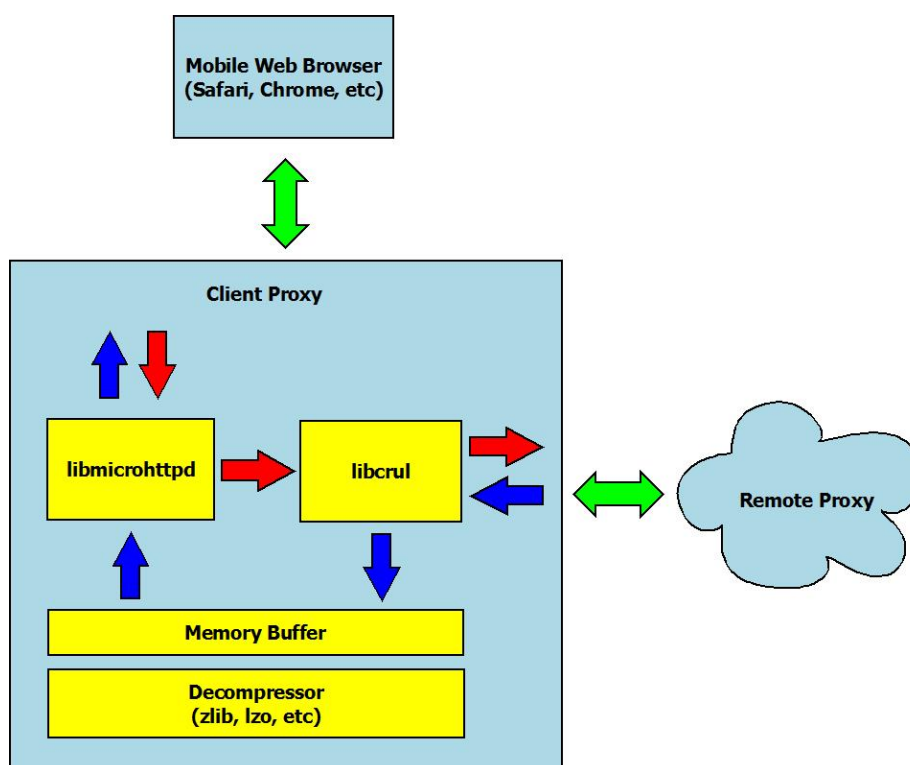 Mobile Web Browser
(Safari, Chrome, etc)
Client Proxy
libmicrohttpd
libcrul
Remote Proxy
Memory Buffer
Decompressor
(zlib, lzo, etc)